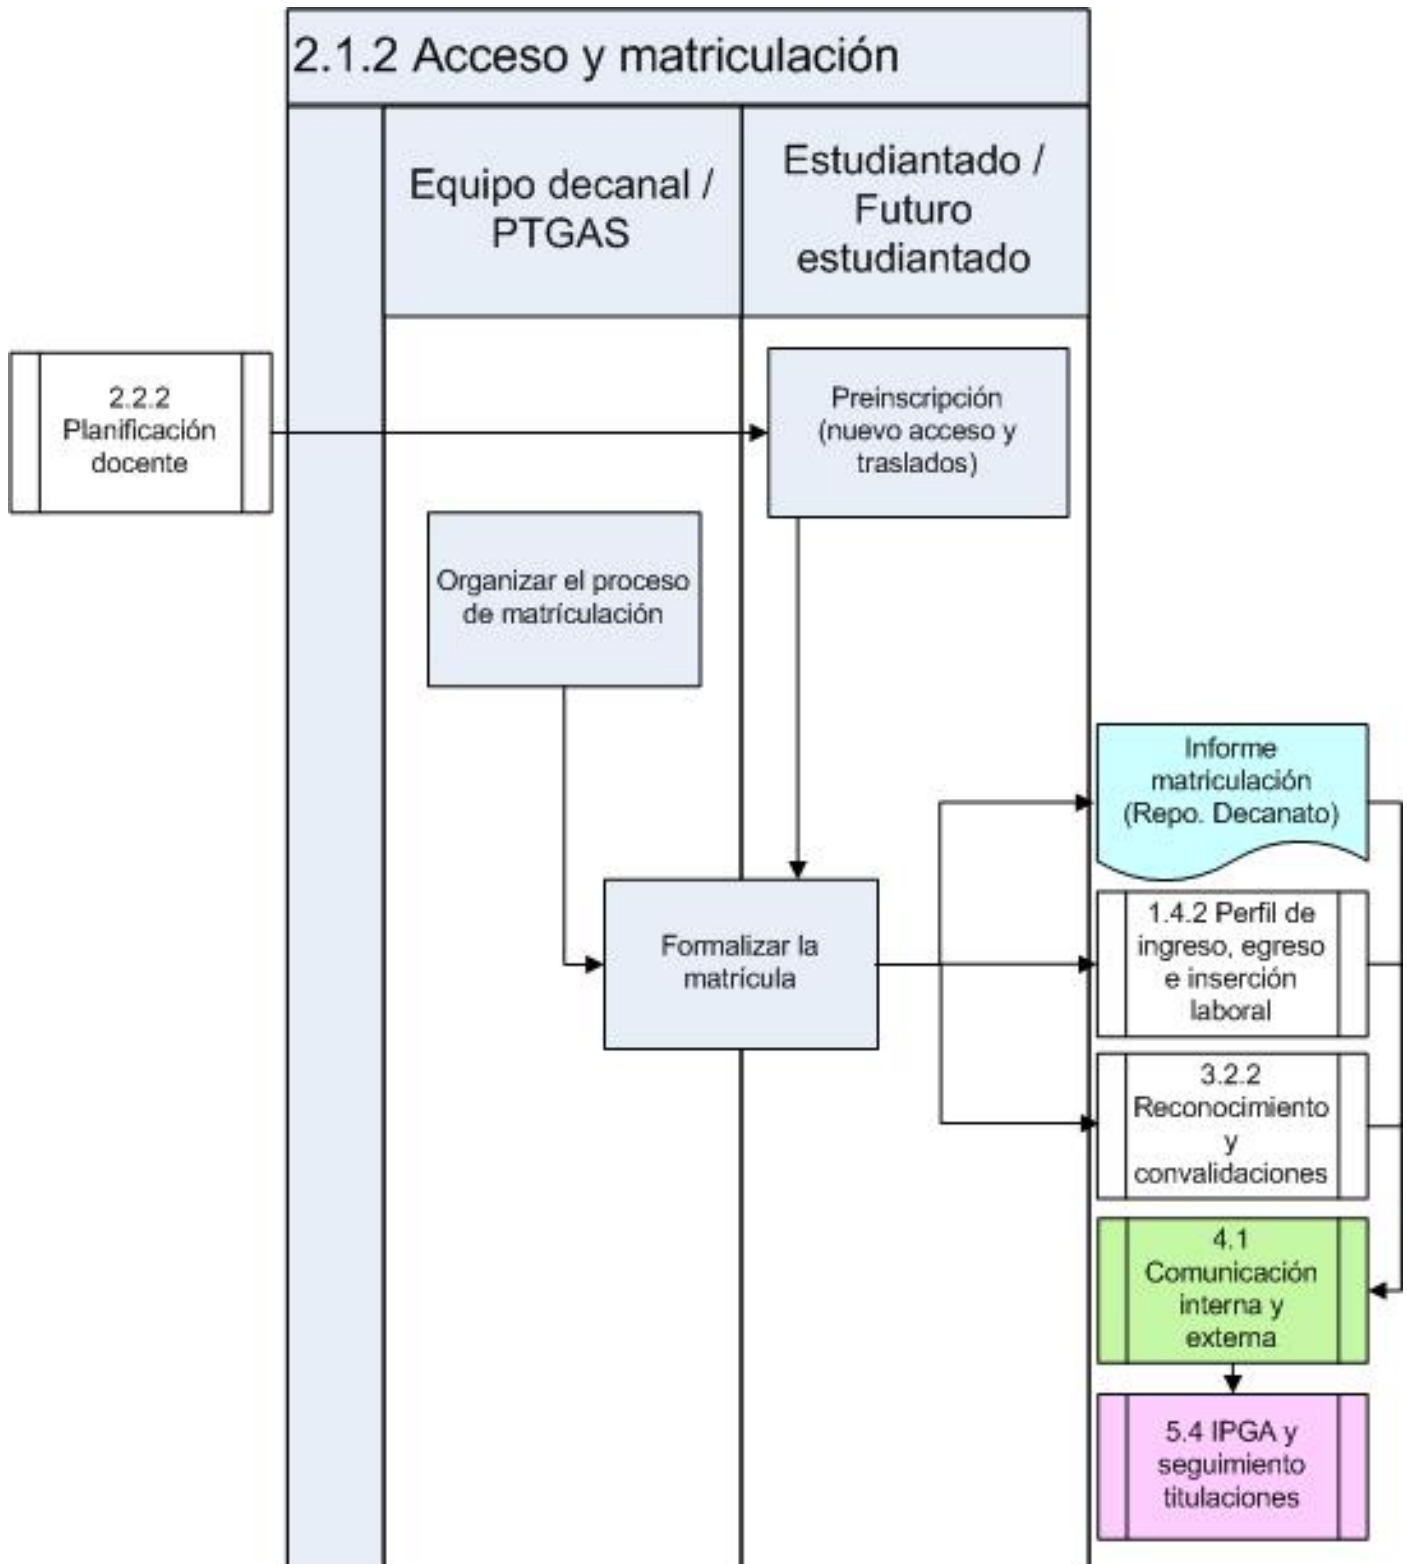 2.1.2 Acceso y matriculación
Equipo decanal /
PTGAS
Estudiantado /
Futuro
estudiantado
2.2.2
Planificación
docente
Preinscripción
(nuevo acceso y
traslados)
Organizar el proceso
de matrículación
Informe
matriculación
(Repo. Decanato)
Formalizar la
matrícula
1.4.2 Perfil de
ingreso, egreso
e inserción
laboral
3.2.2
Reconocimiento
y
convalidaciones
4.1
Comunicación
interna y
externa
5.4 IPGA y
seguimiento
titulaciones